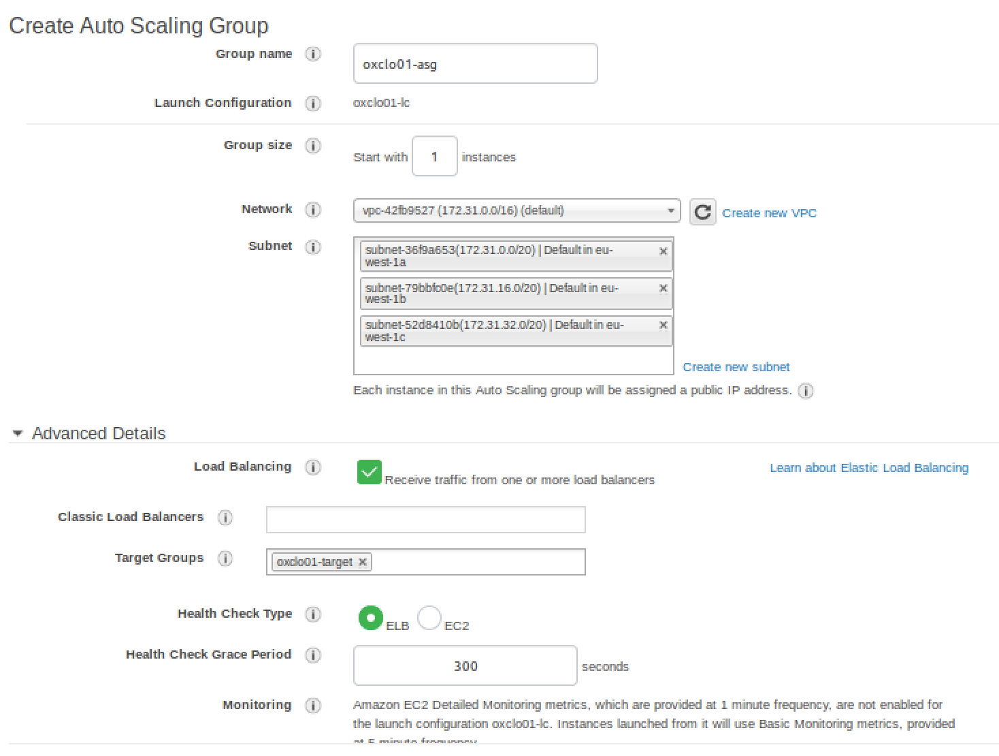 Create Auto Scaling Group
Group name
oxclo01-asg
Launch Configuration
oxclo01-lc
Group size
Start with 1 instances
Network
vpc-42fb9527 (172.31.0.0/16) (default)
Create new VPC
Subnet
subnet-36f9a653(172.31.0.0/20) | Default in eu-
west-1a
subnet-79bbfc0e(172.31.16.0/20) | Default in eu-
west-1b
subnet-52d8410b(172.31.32.0/20) | Default in eu-
west-1c
Create new subnet
Each instance in this Auto Scaling group will be assigned a public IP address.
Advanced Details
Load Balancing
Receive traffic from one or more load balancers
Learn about Elastic Load Balancing
Classic Load Balancers
Target Groups
oxclo01-target
Health Check Type
ELB EC2
Health Check Grace Period
300 seconds
Monitoring
Amazon EC2 Detailed Monitoring metrics, which are provided at 1 minute frequency, are not enabled for
the launch configuration oxclo01-lc. Instances launched from it will use Basic Monitoring metrics, provided
at 5 minute frequency.